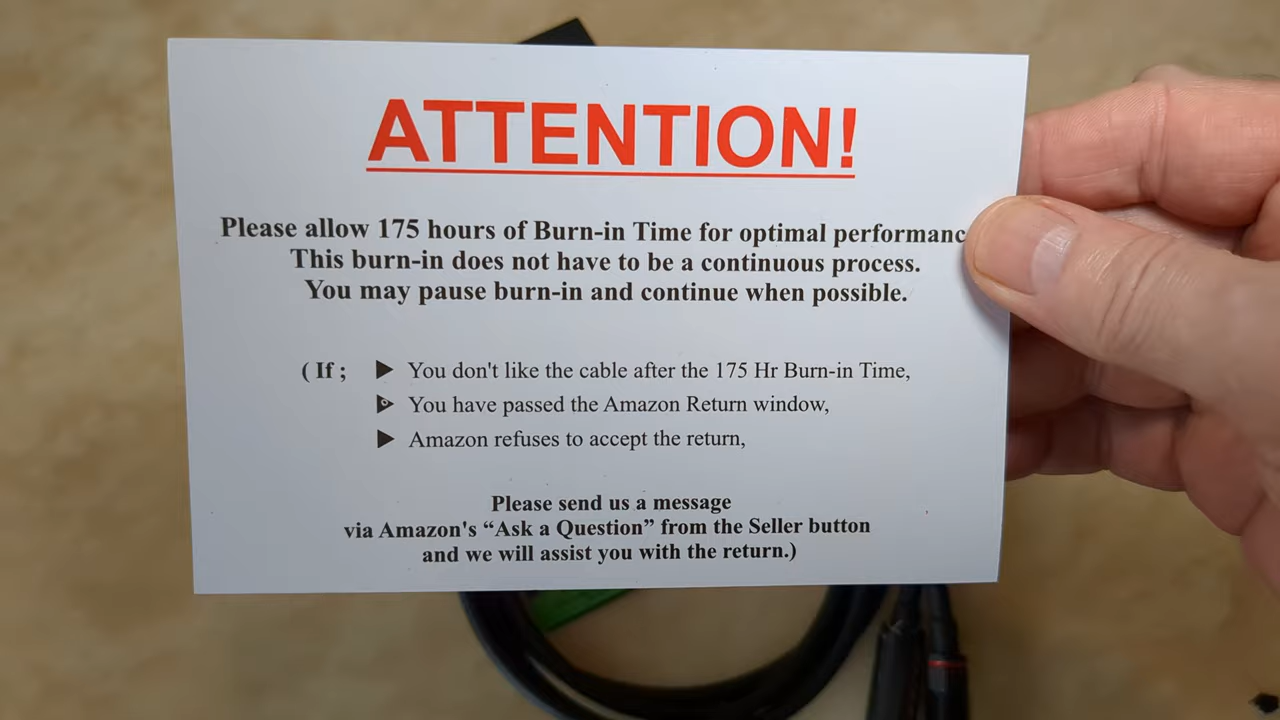 ATTENTION!
Please allow 175 hours of Burn-in Time for optimal performanc
This burn-in does not have to be a continuous process.
You may pause burn-in and continue when possible.
( If ; ► You don't like the cable after the 175 Hr Burn-in Time,
► You have passed the Amazon Return window,
► Amazon refuses to accept the return,
Please send us a message
via Amazon's “Ask a Question” from the Seller button
and we will assist you with the return.)